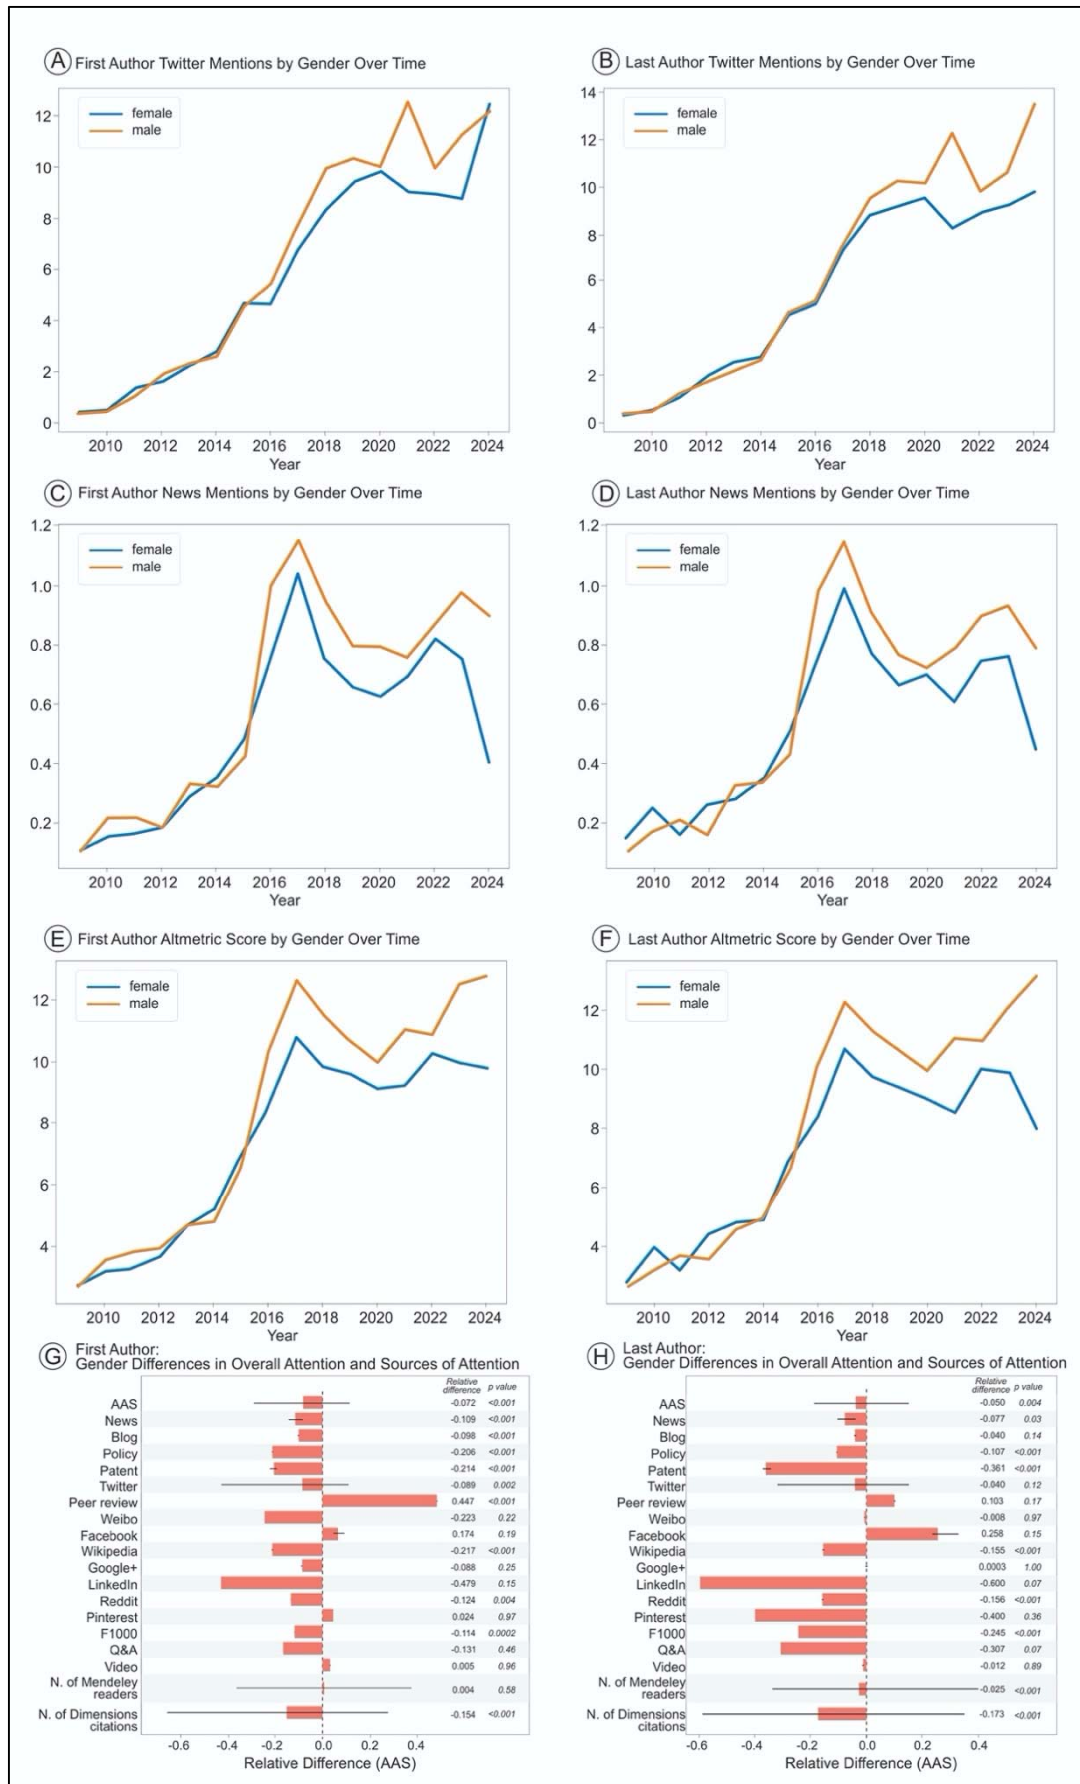 A First Author Twitter Mentions by Gender Over Time
female
male
12
10
8
6
4
2
0
2010 2012 2014 2016 2018 2020 2022 2024
Year
B Last Author Twitter Mentions by Gender Over Time
female
male
14
12
10
8
6
4
2
0
2010 2012 2014 2016 2018 2020 2022 2024
Year
C First Author News Mentions by Gender Over Time
female
male
1.2
1.0
0.8
0.6
0.4
0.2
2010 2012 2014 2016 2018 2020 2022 2024
Year
D Last Author News Mentions by Gender Over Time
female
male
1.2
1.0
0.8
0.6
0.4
0.2
2010 2012 2014 2016 2018 2020 2022 2024
Year
E First Author Altmetric Score by Gender Over Time
female
male
12
10
8
6
4
2010 2012 2014 2016 2018 2020 2022 2024
Year
F Last Author Altmetric Score by Gender Over Time
female
male
12
10
8
6
4
2010 2012 2014 2016 2018 2020 2022 2024
Year
G First Author:
Gender Differences in Overall Attention and Sources of Attention
Relative
difference p value
AAS -0.072 <0.001
News -0.109 <0.001
Blog -0.098 <0.001
Policy -0.206 <0.001
Patent -0.214 <0.001
Twitter -0.089 0.002
Peer review 0.447 <0.001
Weibo -0.223 0.22
Facebook 0.174 0.19
Wikipedia -0.217 <0.001
Google+ -0.088 0.25
LinkedIn -0.479 0.15
Reddit -0.124 0.004
Pinterest 0.024 0.97
F1000 -0.114 0.0002
Q&A -0.131 0.46
Video 0.005 0.96
N. of Mendeley
readers 0.004 0.58
N. of Dimensions
citations -0.154 <0.001
-0.6 -0.4 -0.2 0.0 0.2 0.4
Relative Difference (AAS)
H Last Author:
Gender Differences in Overall Attention and Sources of Attention
Relative
difference p value
AAS -0.050 0.004
News -0.077 0.03
Blog -0.040 0.14
Policy -0.107 <0.001
Patent -0.361 <0.001
Twitter -0.040 0.12
Peer review 0.103 0.17
Weibo -0.008 0.97
Facebook 0.258 0.15
Wikipedia -0.155 <0.001
Google+ 0.0003 1.00
LinkedIn -0.600 0.07
Reddit -0.156 <0.001
Pinterest -0.400 0.36
F1000 -0.245 <0.001
Q&A -0.307 0.07
Video -0.012 0.89
N. of Mendeley
readers -0.025 <0.001
N. of Dimensions
citations -0.173 <0.001
-0.6 -0.4 -0.2 0.0 0.2 0.4
Relative Difference (AAS)